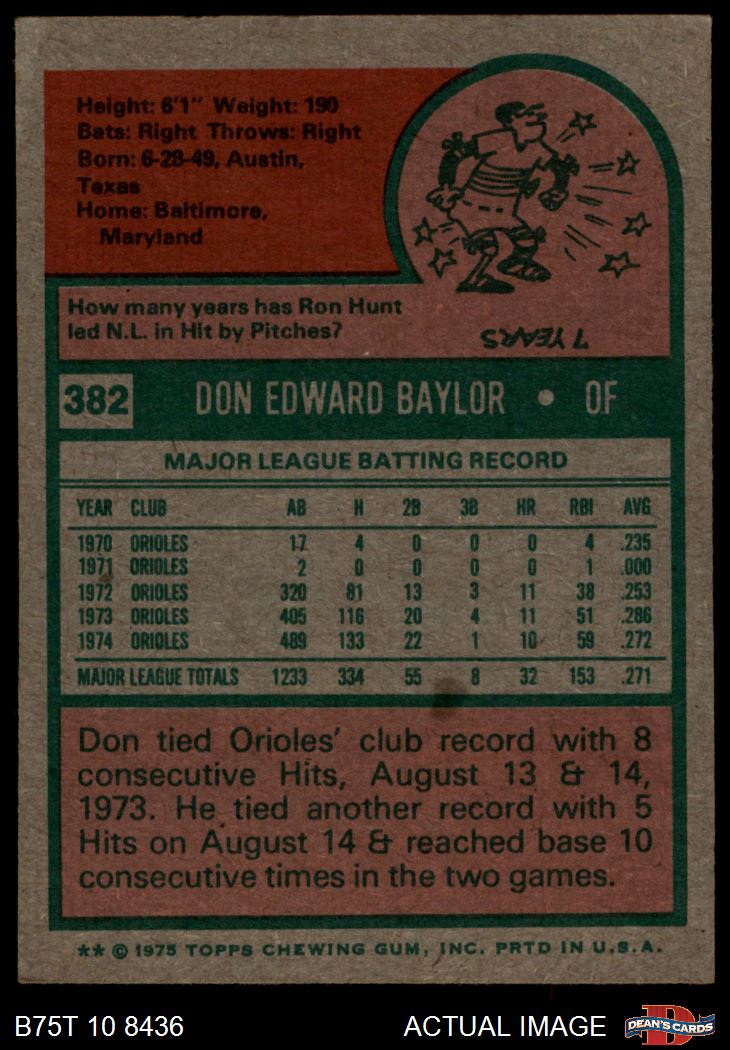 Height: 6'1" Weight: 190
Bats: Right Throws: Right
Born: 6-28-49, Austin,
Texas
Home: Baltimore,
Maryland
How many years has Ron Hunt
led N.L. in Hit by Pitches?
7 YEARS
382 DON EDWARD BAYLOR • OF
MAJOR LEAGUE BATTING RECORD
YEAR CLUB AB H 2B 3B HR RBI AVG
1970 ORIOLES 17 4 0 0 0 4 .235
1971 ORIOLES 2 0 0 0 0 1 .000
1972 ORIOLES 320 81 13 3 11 38 .253
1973 ORIOLES 405 116 20 4 11 51 .286
1974 ORIOLES 489 133 22 1 10 59 .272
MAJOR LEAGUE TOTALS 1233 334 55 8 32 153 .271
Don tied Orioles' club record with 8
consecutive Hits, August 13 & 14,
1973. He tied another record with 5
Hits on August 14 & reached base 10
consecutive times in the two games.
** © 1975 TOPPS CHEWING GUM, INC. PRTD IN U.S.A.
B75T 10 8436 ACTUAL IMAGE D DEAN'S CARDS